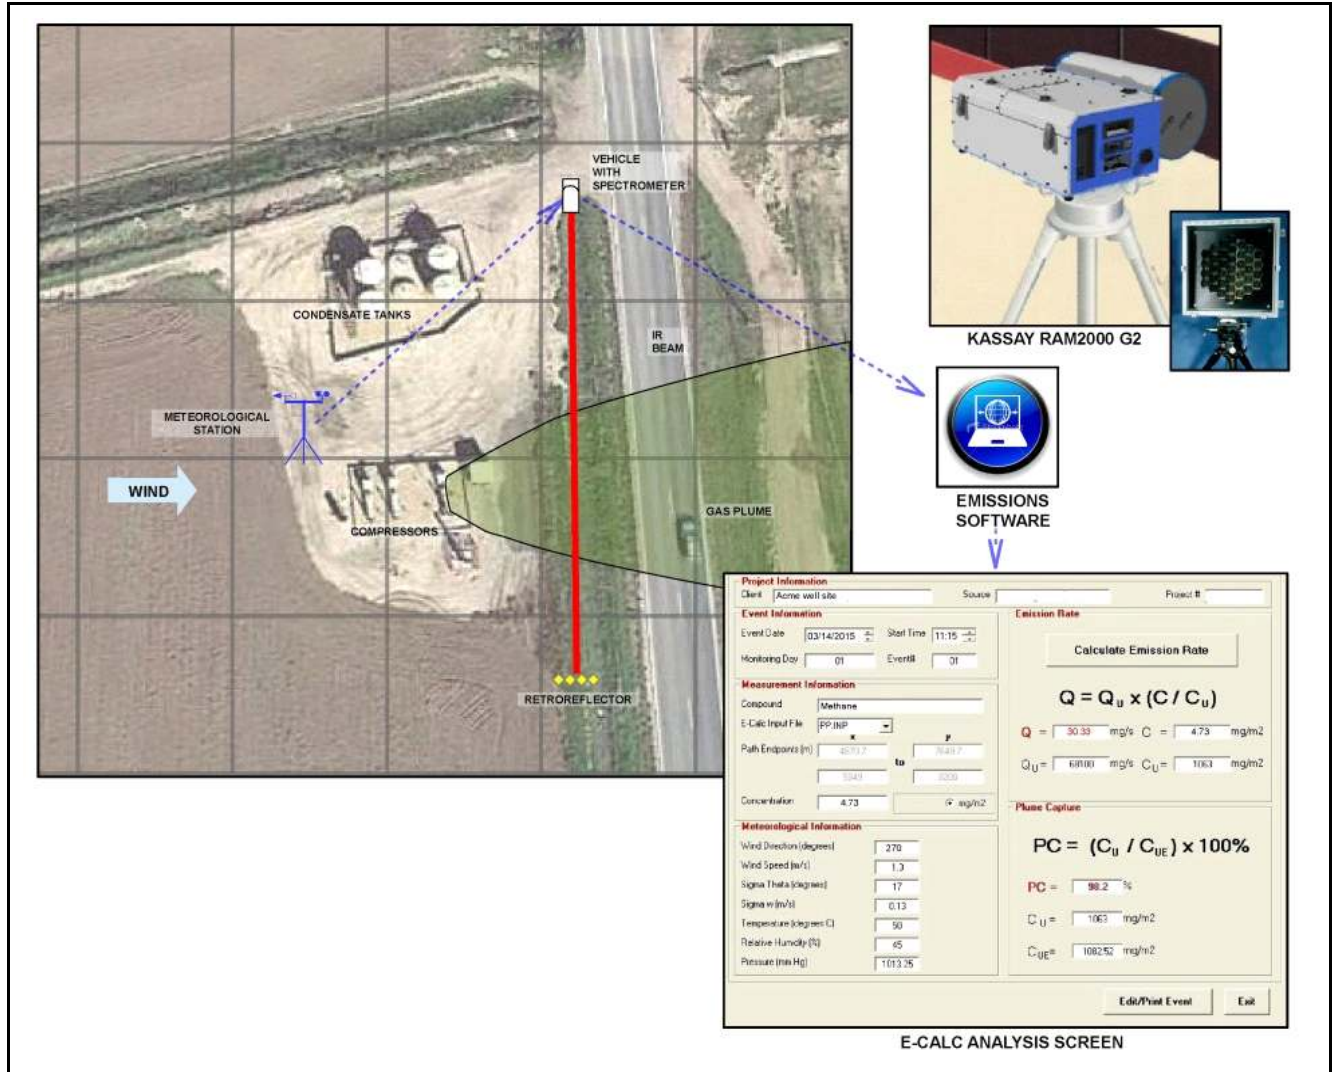 VEHICLE
WITH
SPECTROMETER
CONDENSATE TANKS
IR
BEAM
METEOROLOGICAL
STATION
WIND
COMPRESSORS
GAS PLUME
RETROREFLECTOR
KASSAY RAM2000 G2
EMISSIONS
SOFTWARE
Project Information
Client Acme well site Source Project #
Event Information
Event Date 03/14/2015 Start Time 11:15
Monitoring Day 01 Event# 01
Measurement Information
Compound Methane
E-Calc Input File PP.INP
x y
Path Endpoints (m) to
Concentration 4.73 mg/m2
Meteorological Information
Wind Direction (degrees) 270
Wind Speed (m/s) 1.3
Sigma Theta (degrees) 17
Sigma w (m/s) 0.13
Temperature (degrees C) 50
Relative Humidity (%) 45
Pressure (mm Hg) 1013.25
Emission Rate
Calculate Emission Rate
Q = QU x (C / CU)
Q = 30.33 mg/s C = 4.73 mg/m2
QU = 68100 mg/s CU = 1063 mg/m2
Plume Capture
PC = (CU / CUE) x 100%
PC = 98.2 %
CU = 1063 mg/m2
CUE = 1082.52 mg/m2
Edit/Print Event Exit
E-CALC ANALYSIS SCREEN